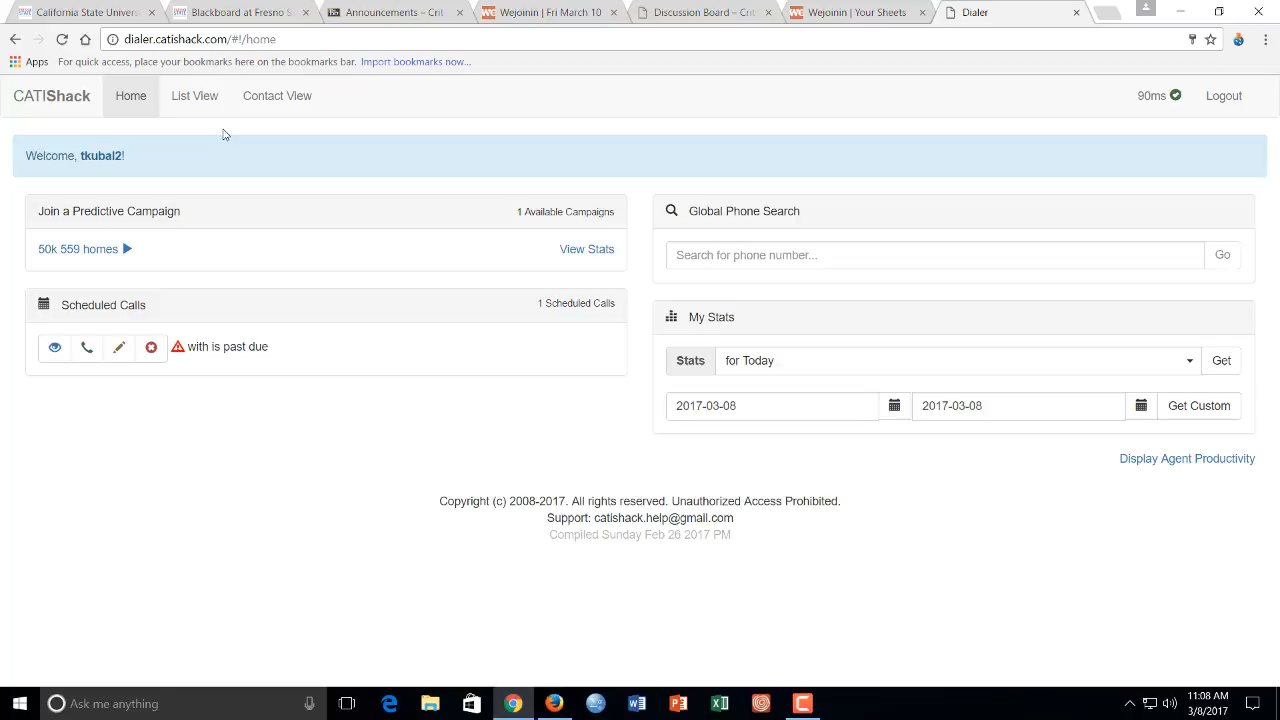 California State Univers
Blackboard at Fresno S
Announcements – Crit
Wejoinin | Fri March 10
Discussion Board – Crit
Wejoinin | Your Sheets
Dialer
dialer.catishack.com/#!/home
Apps For quick access, place your bookmarks here on the bookmarks bar. Import bookmarks now...
CATIShack Home List View Contact View 90ms Logout
Welcome, tkubal2!
Join a Predictive Campaign 1 Available Campaigns
50k 559 homes View Stats
Scheduled Calls 1 Scheduled Calls
with is past due
Global Phone Search
Search for phone number... Go
My Stats
Stats for Today Get
2017-03-08 2017-03-08 Get Custom
Display Agent Productivity
Copyright (c) 2008-2017. All rights reserved. Unauthorized Access Prohibited.
Support: catishack.help@gmail.com
Compiled Sunday Feb 26 2017 PM
Ask me anything
11:08 AM
3/8/2017